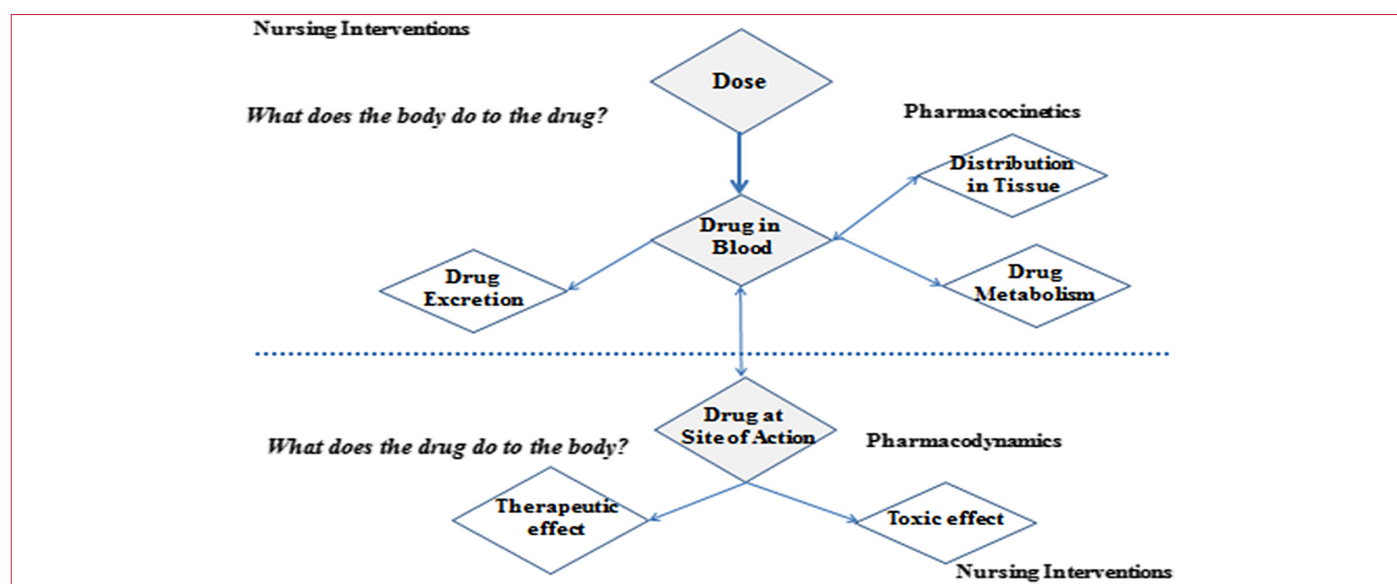 Nursing Interventions
Dose
What does the body do to the drug?
Pharmacocinetics
Distribution
in Tissue
Drug in
Blood
Drug
Excretion
Drug
Metabolism
Drug at
Site of Action
What does the drug do to the body?
Pharmacodynamics
Therapeutic
effect
Toxic effect
Nursing Interventions